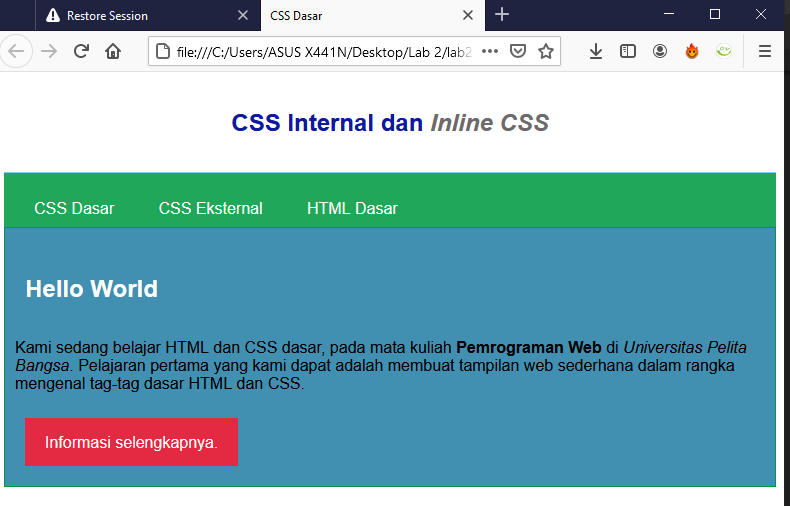 Restore Session
CSS Dasar
file:///C:/Users/ASUS X441N/Desktop/Lab 2/lab2
CSS Internal dan Inline CSS
CSS Dasar CSS Eksternal HTML Dasar
Hello World
Kami sedang belajar HTML dan CSS dasar, pada mata kuliah Pemrograman Web di Universitas Pelita
Bangsa. Pelajaran pertama yang kami dapat adalah membuat tampilan web sederhana dalam rangka
mengenal tag-tag dasar HTML dan CSS.
Informasi selengkapnya.